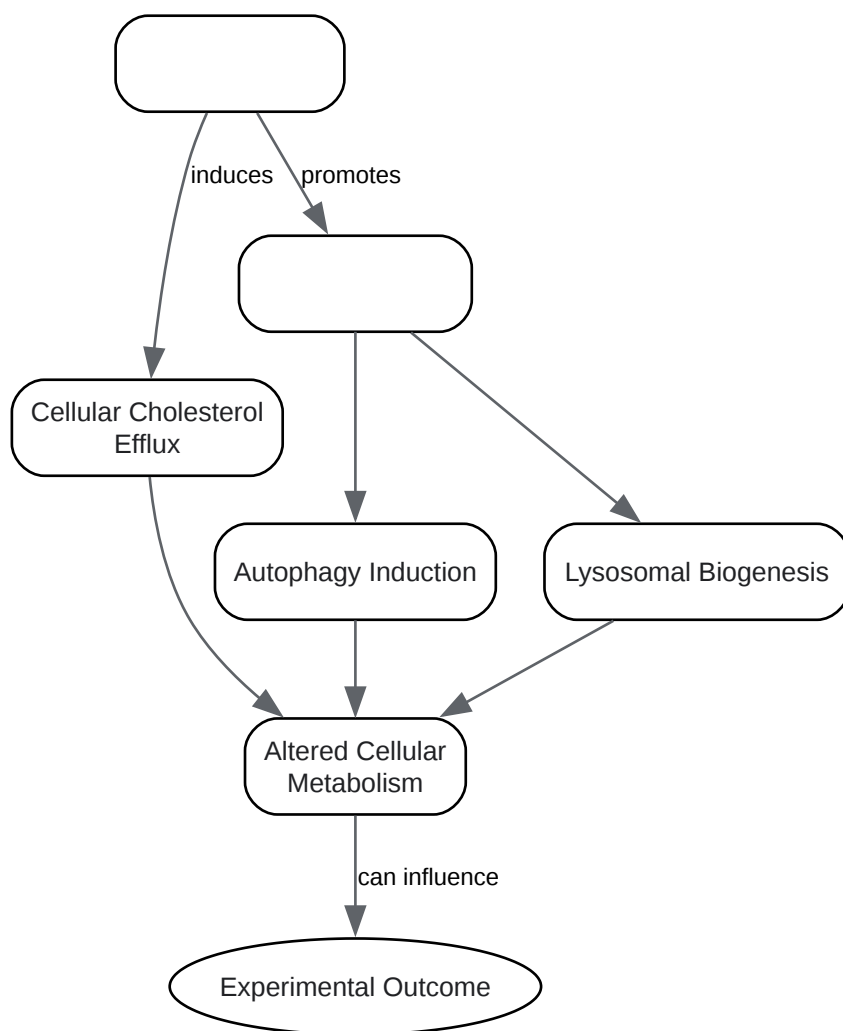 induces
promotes
Cellular Cholesterol
Efflux
Autophagy Induction
Lysosomal Biogenesis
Altered Cellular
Metabolism
can influence
Experimental Outcome